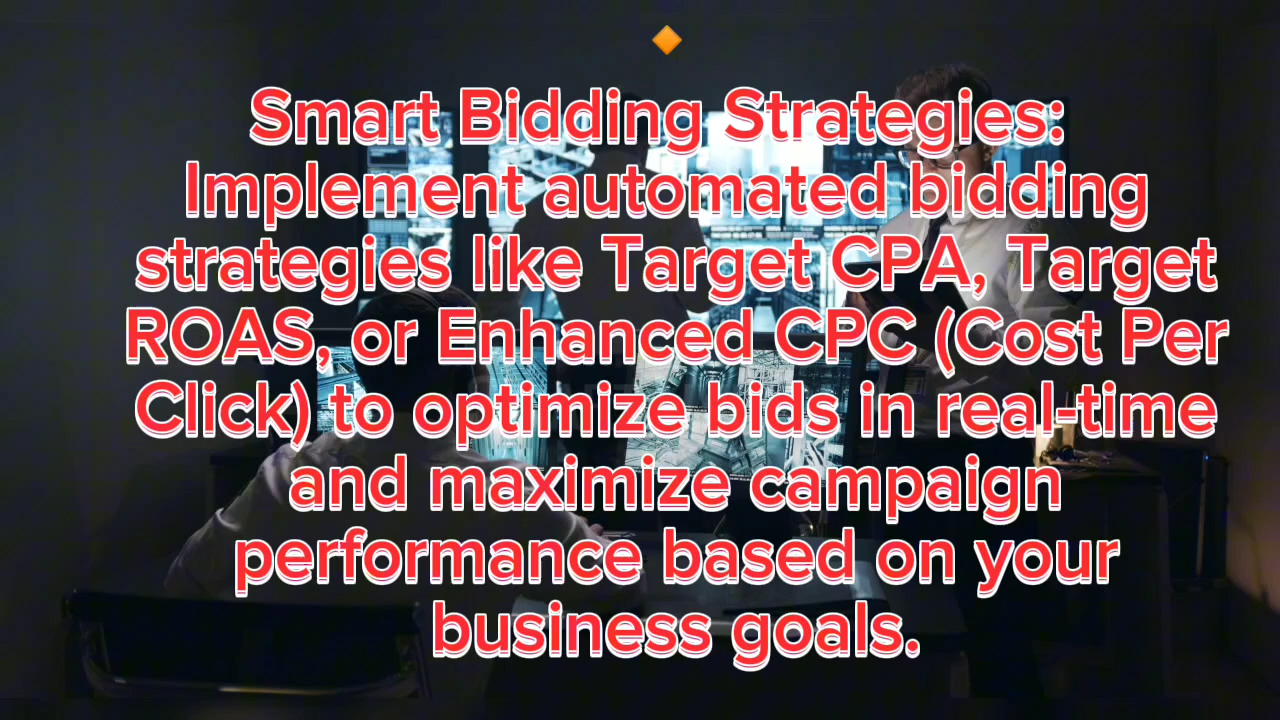 Smart Bidding Strategies:
Implement automated bidding
strategies like Target CPA, Target
ROAS, or Enhanced CPC (Cost Per
Click) to optimize bids in real-time
and maximize campaign
performance based on your
business goals.